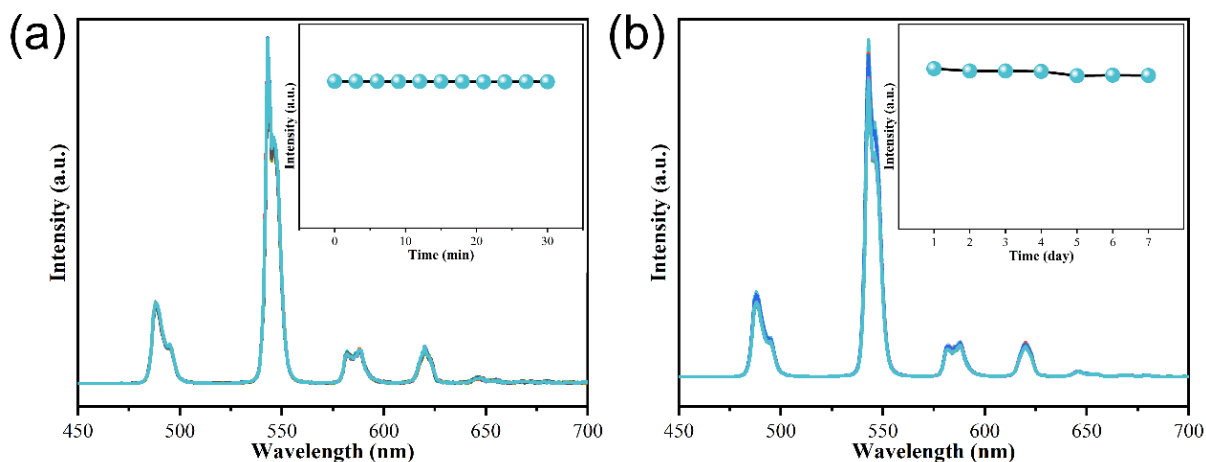 (a)
Intensity (a.u.)
Intensity (a.u.)
0 10 20 30
Time (min)
450 500 550 600 650 700
Wavelength (nm)
(b)
Intensity (a.u.)
Intensity (a.u.)
1 2 3 4 5 6 7
Time (day)
450 500 550 600 650 700
Wavelength (nm)